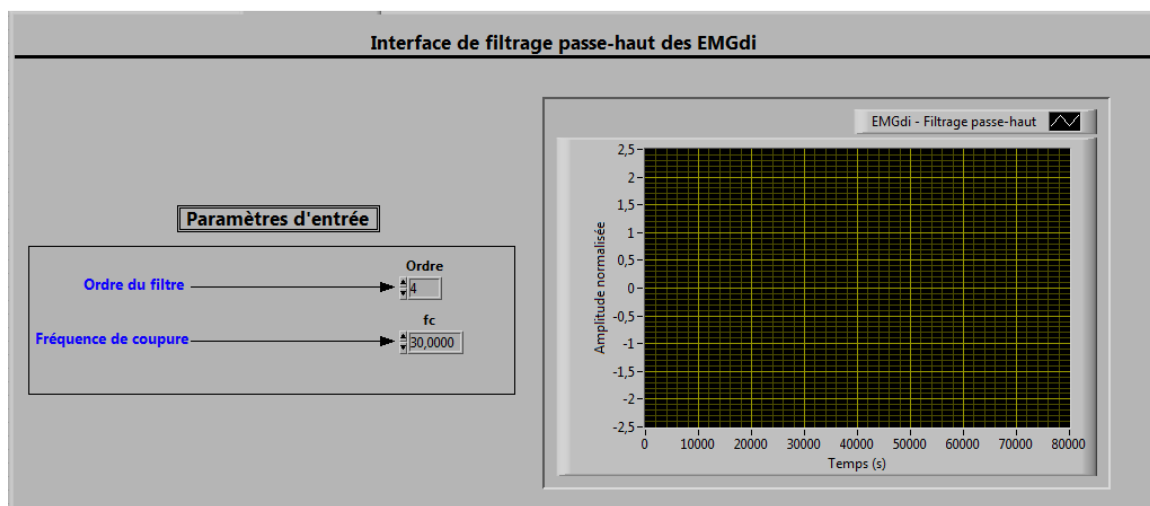 Interface de filtrage passe-haut des EMGdi
Paramètres d'entrée
Ordre
Ordre du filtre
4
fc
Fréquence de coupure
30,0000
EMGdi - Filtrage passe-haut
Amplitude normalisée
2,5
2
1,5
1
0,5
0
-0,5
-1
-1,5
-2
-2,5
0 10000 20000 30000 40000 50000 60000 70000 80000
Temps (s)